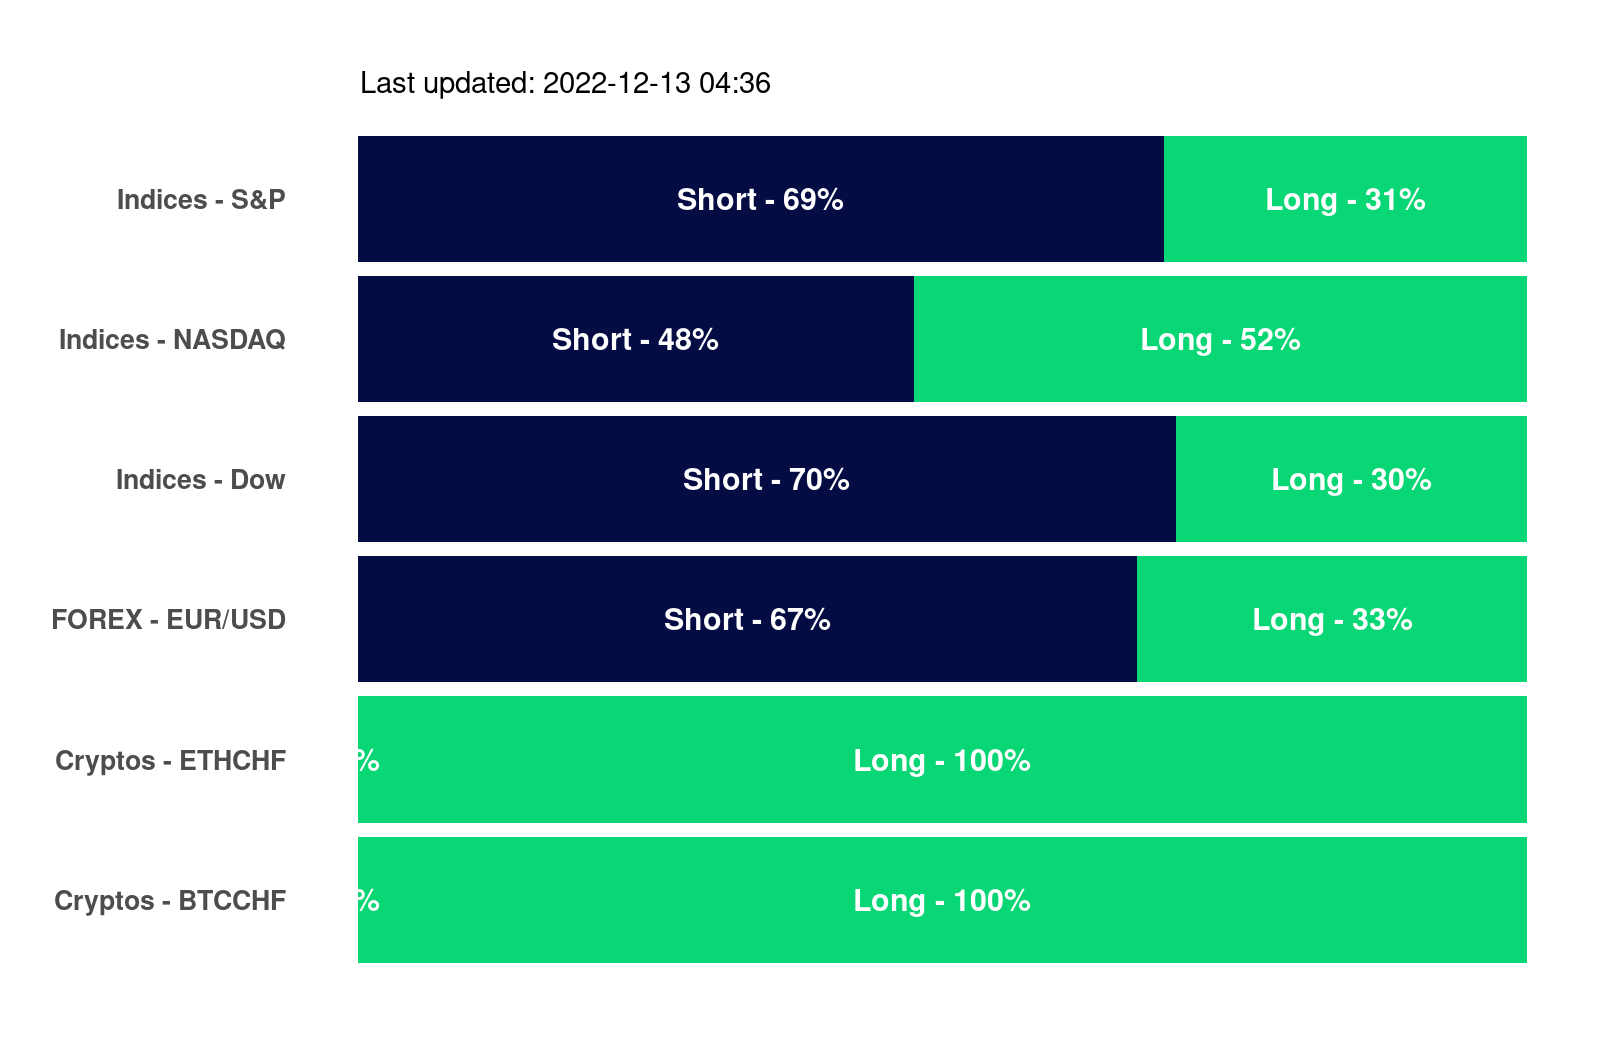 Last updated: 2022-12-13 04:36
Indices - S&P Short - 69% Long - 31%
Indices - NASDAQ Short - 48% Long - 52%
Indices - Dow Short - 70% Long - 30%
FOREX - EUR/USD Short - 67% Long - 33%
Cryptos - ETHCHF % Long - 100%
Cryptos - BTCCHF % Long - 100%